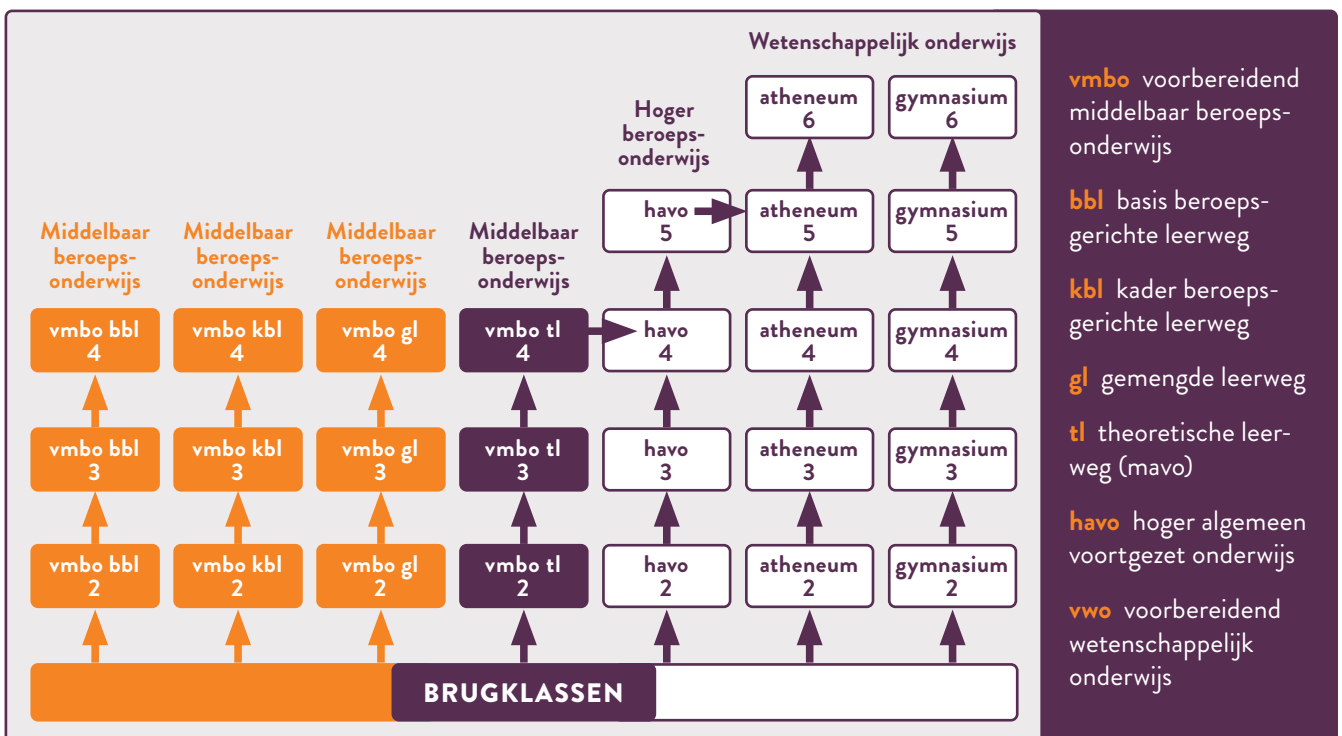 Wetenschappelijk onderwijs
atheneum
6
gymnasium
6
Hoger
beroeps-
onderwijs
havo
5
atheneum
5
gymnasium
5
Middelbaar
beroeps-
onderwijs
Middelbaar
beroeps-
onderwijs
Middelbaar
beroeps-
onderwijs
Middelbaar
beroeps-
onderwijs
vmbo bbl
4
vmbo kbl
4
vmbo gl
4
vmbo tl
4
havo
4
atheneum
4
gymnasium
4
vmbo bbl
3
vmbo kbl
3
vmbo gl
3
vmbo tl
3
havo
3
atheneum
3
gymnasium
3
vmbo bbl
2
vmbo kbl
2
vmbo gl
2
vmbo tl
2
havo
2
atheneum
2
gymnasium
2
BRUGKLASSEN
vmbo voorbereidend
middelbaar beroeps-
onderwijs
bbl basis beroeps-
gerichte leerweg
kbl kader beroeps-
gerichte leerweg
gl gemengde leerweg
tl theoretische leer-
weg (mavo)
havo hoger algemeen
voortgezet onderwijs
vwo voorbereidend
wetenschappelijk
onderwijs